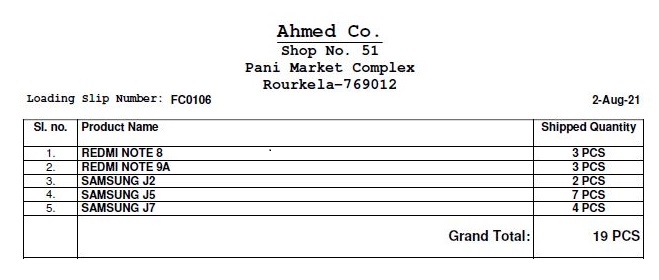 Ahmed Co.
Shop No. 51
Pani Market Complex
Rourkela-769012
Loading Slip Number: FC0106 2-Aug-21
Sl. no. Product Name Shipped Quantity
1. REDMI NOTE 8 3 PCS
2. REDMI NOTE 9A 3 PCS
3. SAMSUNG J2 2 PCS
4. SAMSUNG J5 7 PCS
5. SAMSUNG J7 4 PCS
Grand Total: 19 PCS